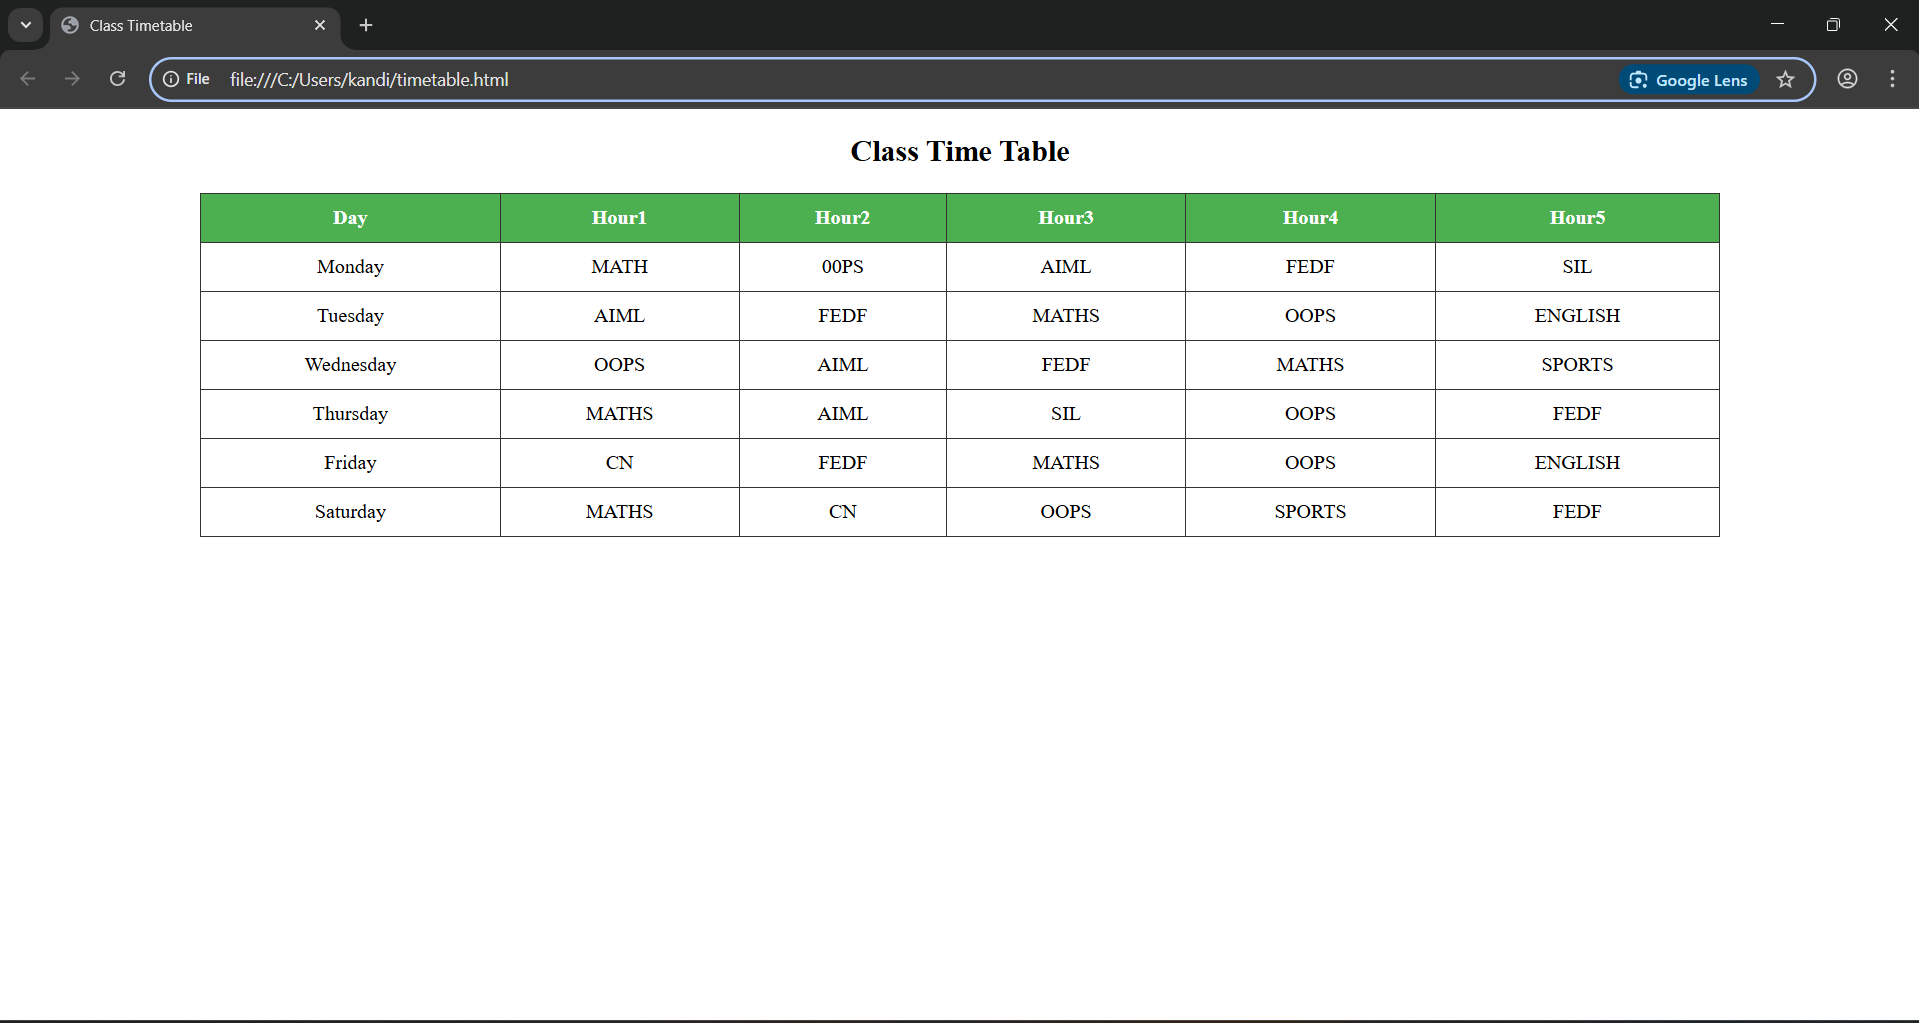 Class Timetable
File file:///C:/Users/kandi/timetable.html Google Lens
Class Time Table
Day Hour1 Hour2 Hour3 Hour4 Hour5
Monday MATH 00PS AIML FEDF SIL
Tuesday AIML FEDF MATHS OOPS ENGLISH
Wednesday OOPS AIML FEDF MATHS SPORTS
Thursday MATHS AIML SIL OOPS FEDF
Friday CN FEDF MATHS OOPS ENGLISH
Saturday MATHS CN OOPS SPORTS FEDF